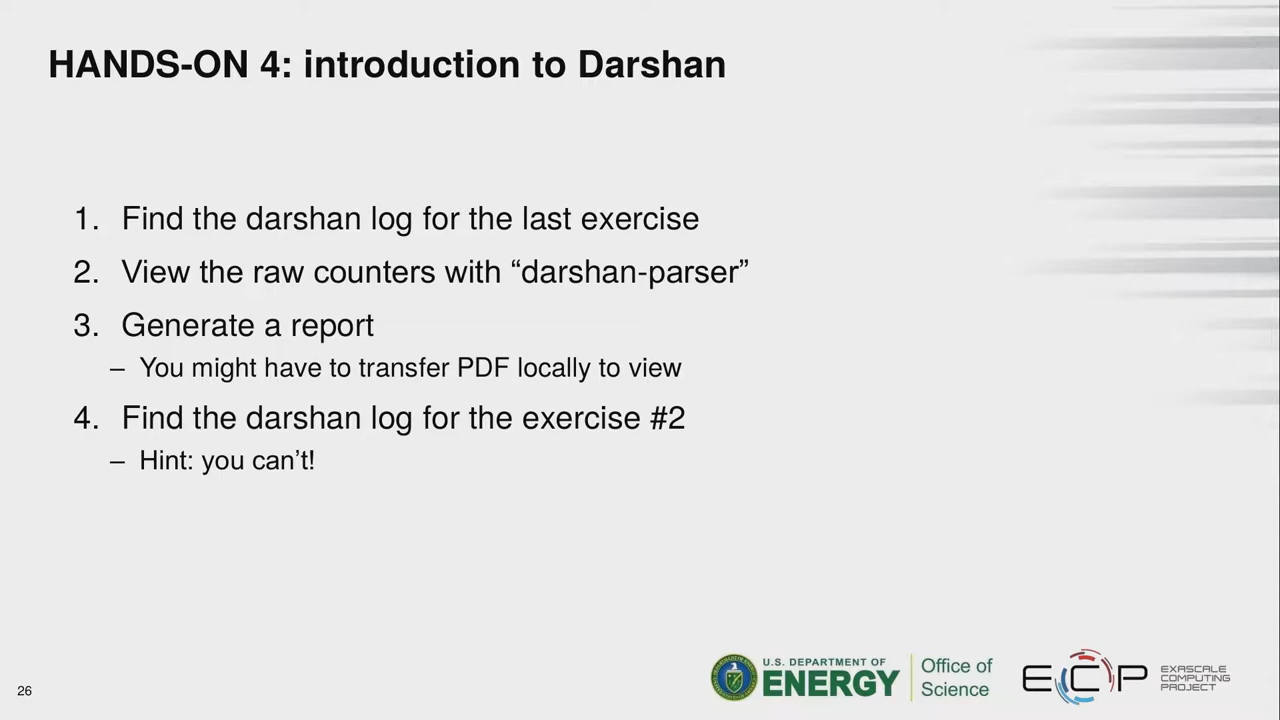 HANDS-ON 4: introduction to Darshan
1. Find the darshan log for the last exercise
2. View the raw counters with “darshan-parser”
3. Generate a report
– You might have to transfer PDF locally to view
4. Find the darshan log for the exercise #2
– Hint: you can’t!
26
U.S. DEPARTMENT OF
ENERGY
Office of
Science
ECP
EXASCALE
COMPUTING
PROJECT